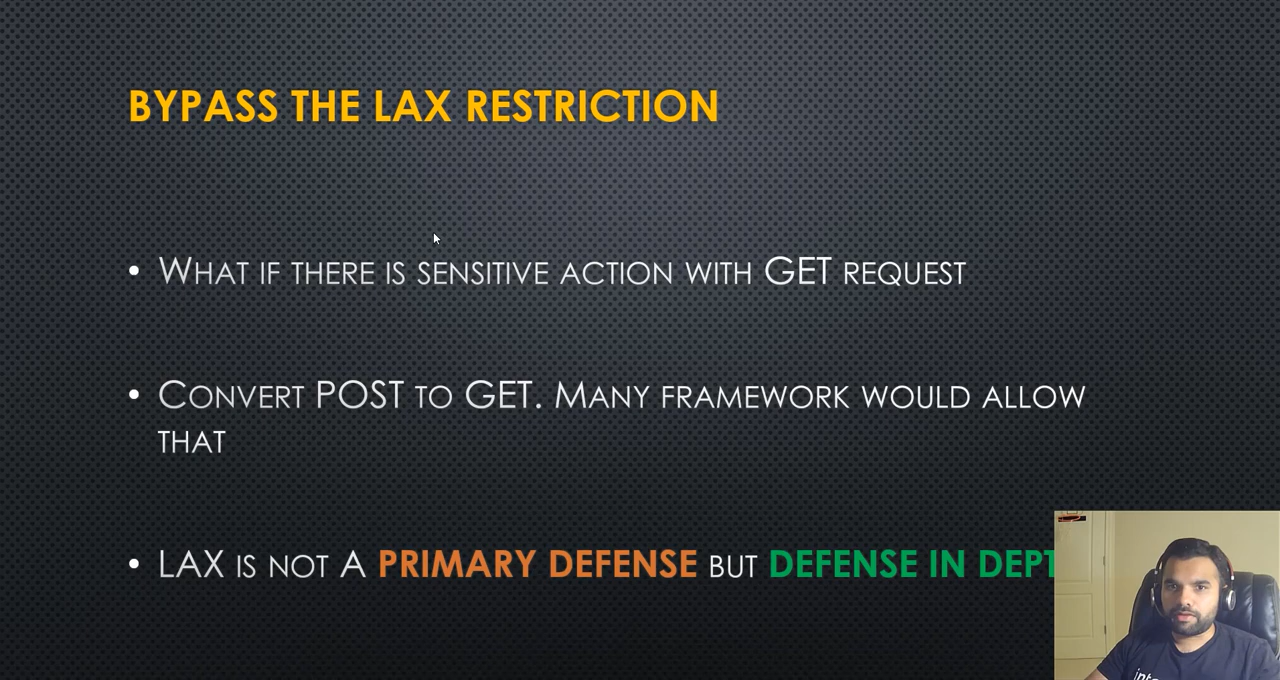 BYPASS THE LAX RESTRICTION
• WHAT IF THERE IS SENSITIVE ACTION WITH GET REQUEST
• CONVERT POST TO GET. MANY FRAMEWORK WOULD ALLOW
THAT
• LAX IS NOT A PRIMARY DEFENSE BUT DEFENSE IN DEPT